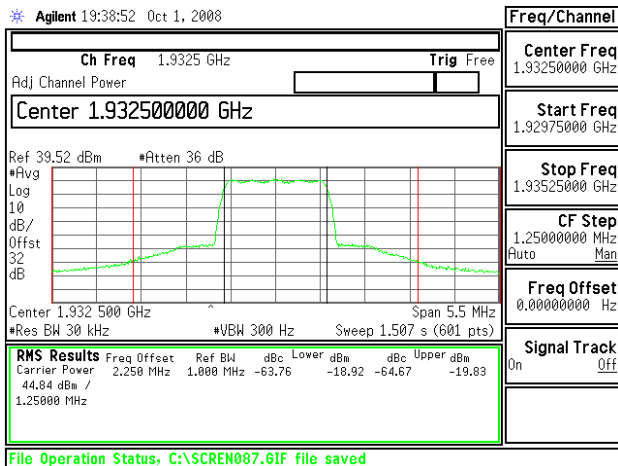 Agilent 19:38:52 Oct 1, 2008
Freq/Channel
Ch Freq 1.9325 GHz Trig Free
Adj Channel Power
Center 1.932500000 GHz
Ref 39.52 dBm #Atten 36 dB
#Avg
Log
10
dB/
Offst
32
dB
Center 1.932 500 GHz Span 5.5 MHz
#Res BW 30 kHz #VBW 300 Hz Sweep 1.507 s (601 pts)
RMS Results Freq Offset Ref BW dBc Lower dBm dBc Upper dBm
Carrier Power 2.250 MHz 1.000 MHz -63.76 -18.92 -64.67 -19.83
44.84 dBm /
1.25000 MHz
Center Freq
1.93250000 GHz
Start Freq
1.92975000 GHz
Stop Freq
1.93525000 GHz
CF Step
1.25000000 MHz
Auto Man
Freq Offset
0.00000000 Hz
Signal Track
On Off
File Operation Status, C:\SCREN087.GIF file saved